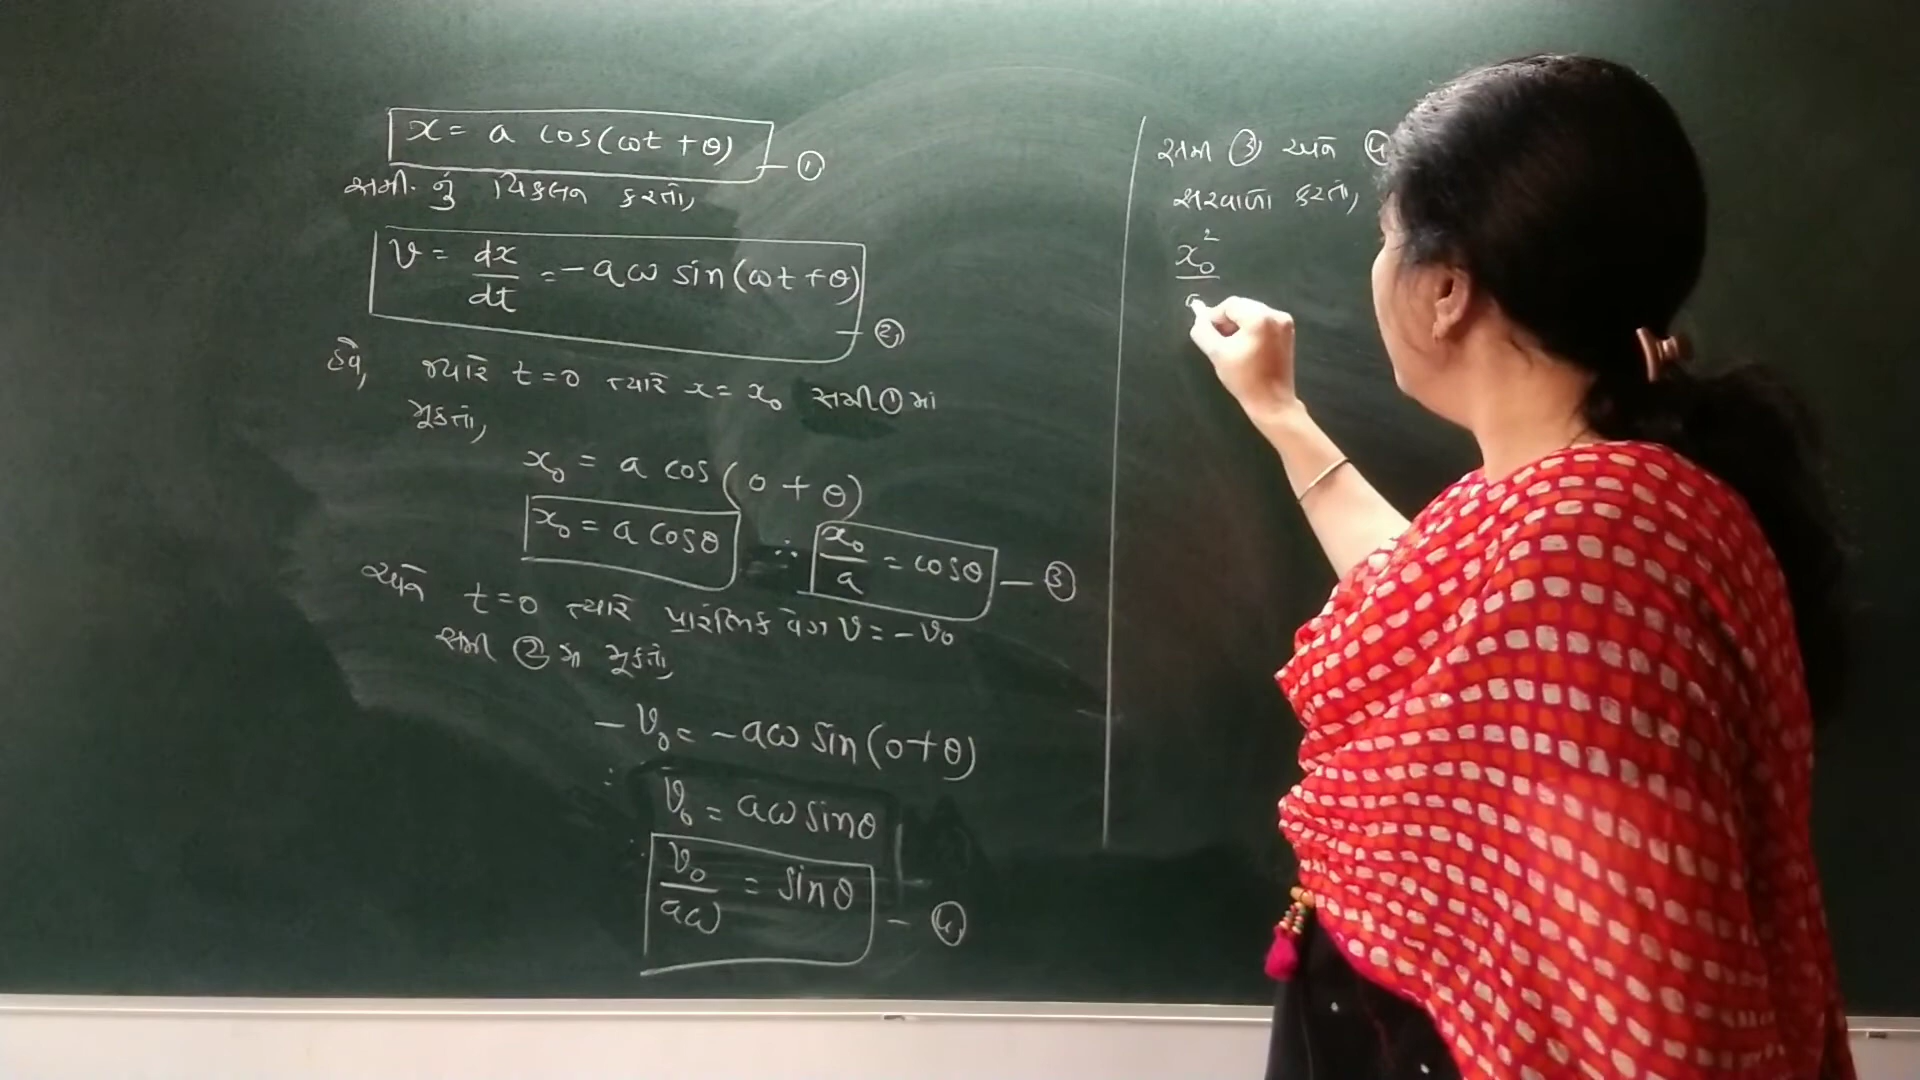 x = a cos(ωt + θ) — ①
સમી. નું વિકલન કરતાં,
v = dx/dt = -aω sin(ωt + θ) — ②
હવે, જ્યારે t = 0 ત્યારે x = x₀ સમી ① માં
મૂકતાં,
x₀ = a cos(0 + θ)
x₀ = a cosθ ∴ x₀/a = cosθ — ③
અને t = 0 ત્યારે પ્રારંભિક વેગ v = -v₀
સમી ② માં મૂકતાં,
-v₀ = -aω sin(0 + θ)
∴ v₀ = aω sinθ
∴ v₀/aω = sinθ — ④
સમી ③ અને ④
સરવાળો કરતાં,
x₀²/a